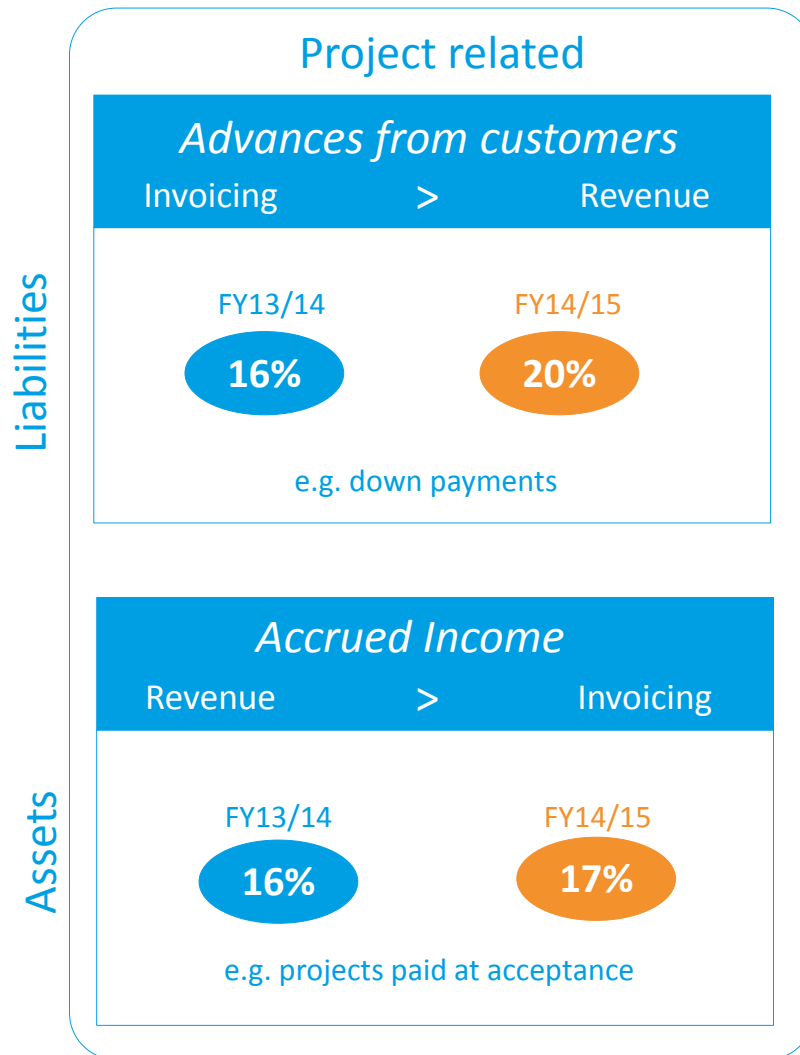 Project related
Liabilities
Advances from customers
Invoicing > Revenue
FY13/14 FY14/15
16% 20%
e.g. down payments
Assets
Accrued Income
Revenue > Invoicing
FY13/14 FY14/15
16% 17%
e.g. projects paid at acceptance